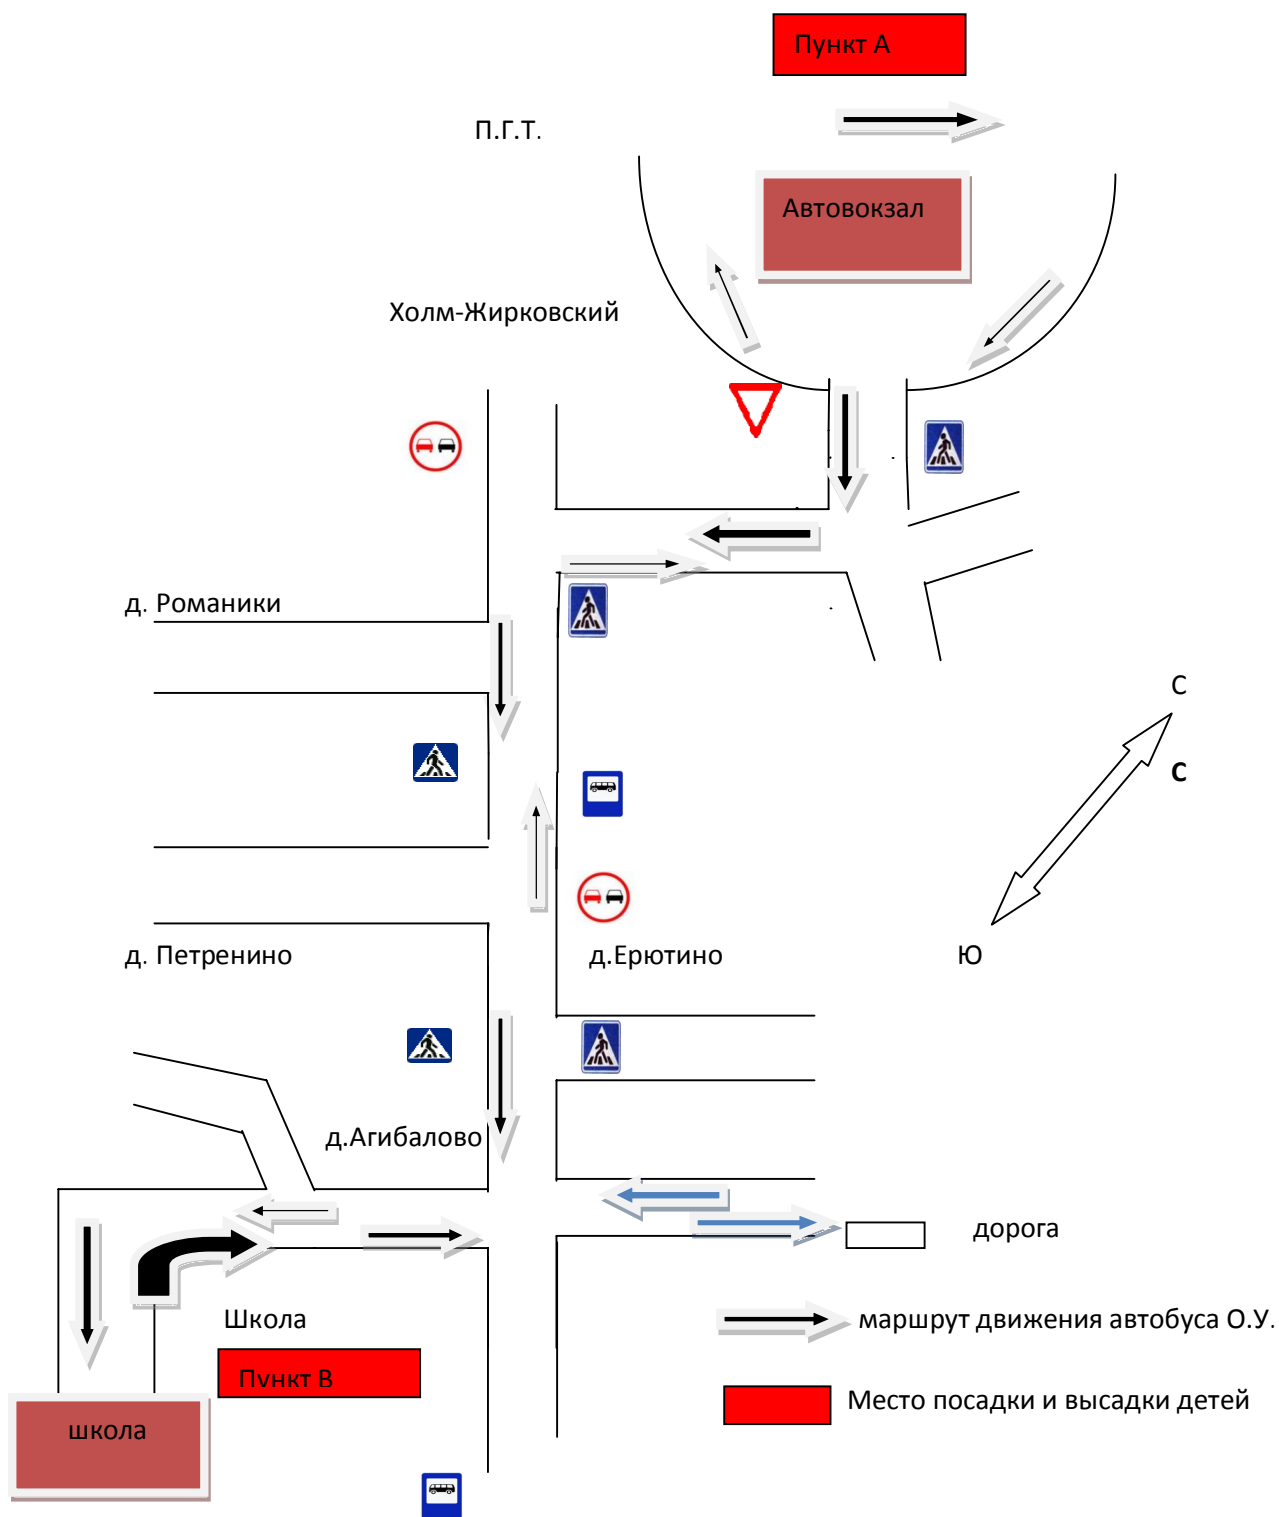 Пункт А
П.Г.Т.
Автовокзал
Холм-Жирковский
д. Романики
С
С
д. Петренино
д.Ерютино
Ю
д.Агибалово
дорога
Школа
маршрут движения автобуса О.У.
Пункт В
Место посадки и высадки детей
школа